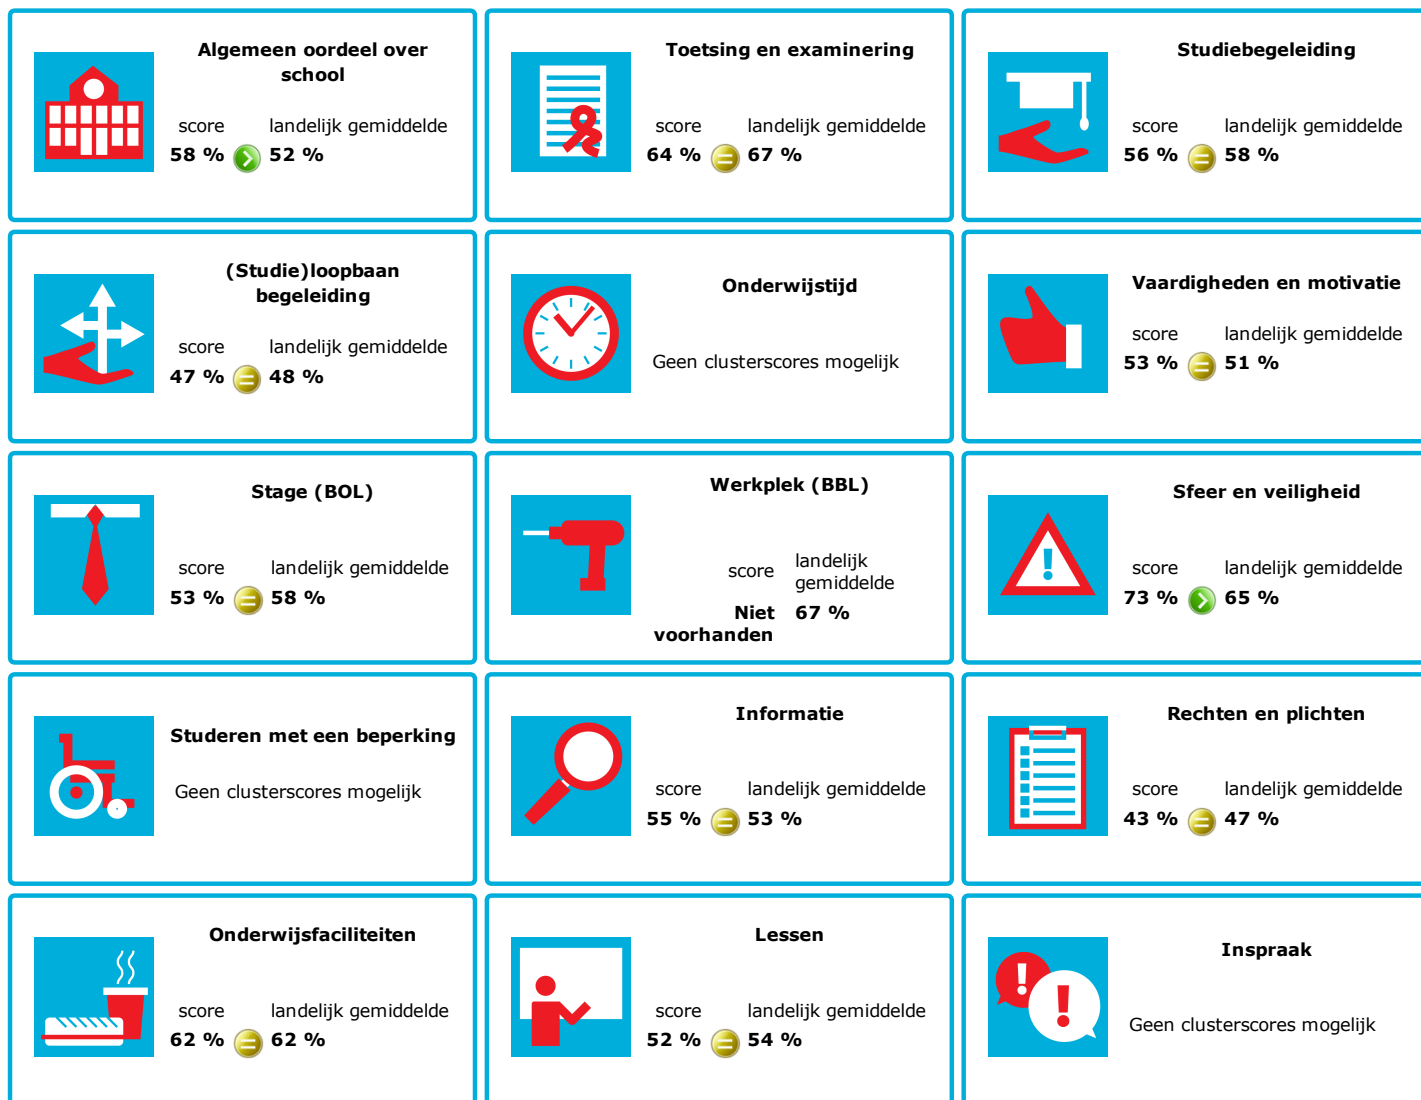 Algemeen oordeel over
school
score landelijk gemiddelde
58 % 52 %
Toetsing en examinering
score landelijk gemiddelde
64 % = 67 %
Studiebegeleiding
score landelijk gemiddelde
56 % = 58 %
(Studie)loopbaan
begeleiding
score landelijk gemiddelde
47 % = 48 %
Onderwijstijd
Geen clusterscores mogelijk
Vaardigheden en motivatie
score landelijk gemiddelde
53 % = 51 %
Stage (BOL)
score landelijk gemiddelde
53 % = 58 %
Werkplek (BBL)
score landelijk
gemiddelde
Niet 67 %
voorhanden
Sfeer en veiligheid
score landelijk gemiddelde
73 % 65 %
Studeren met een beperking
Geen clusterscores mogelijk
Informatie
score landelijk gemiddelde
55 % = 53 %
Rechten en plichten
score landelijk gemiddelde
43 % = 47 %
Onderwijsfaciliteiten
score landelijk gemiddelde
62 % = 62 %
Lessen
score landelijk gemiddelde
52 % = 54 %
Inspraak
Geen clusterscores mogelijk